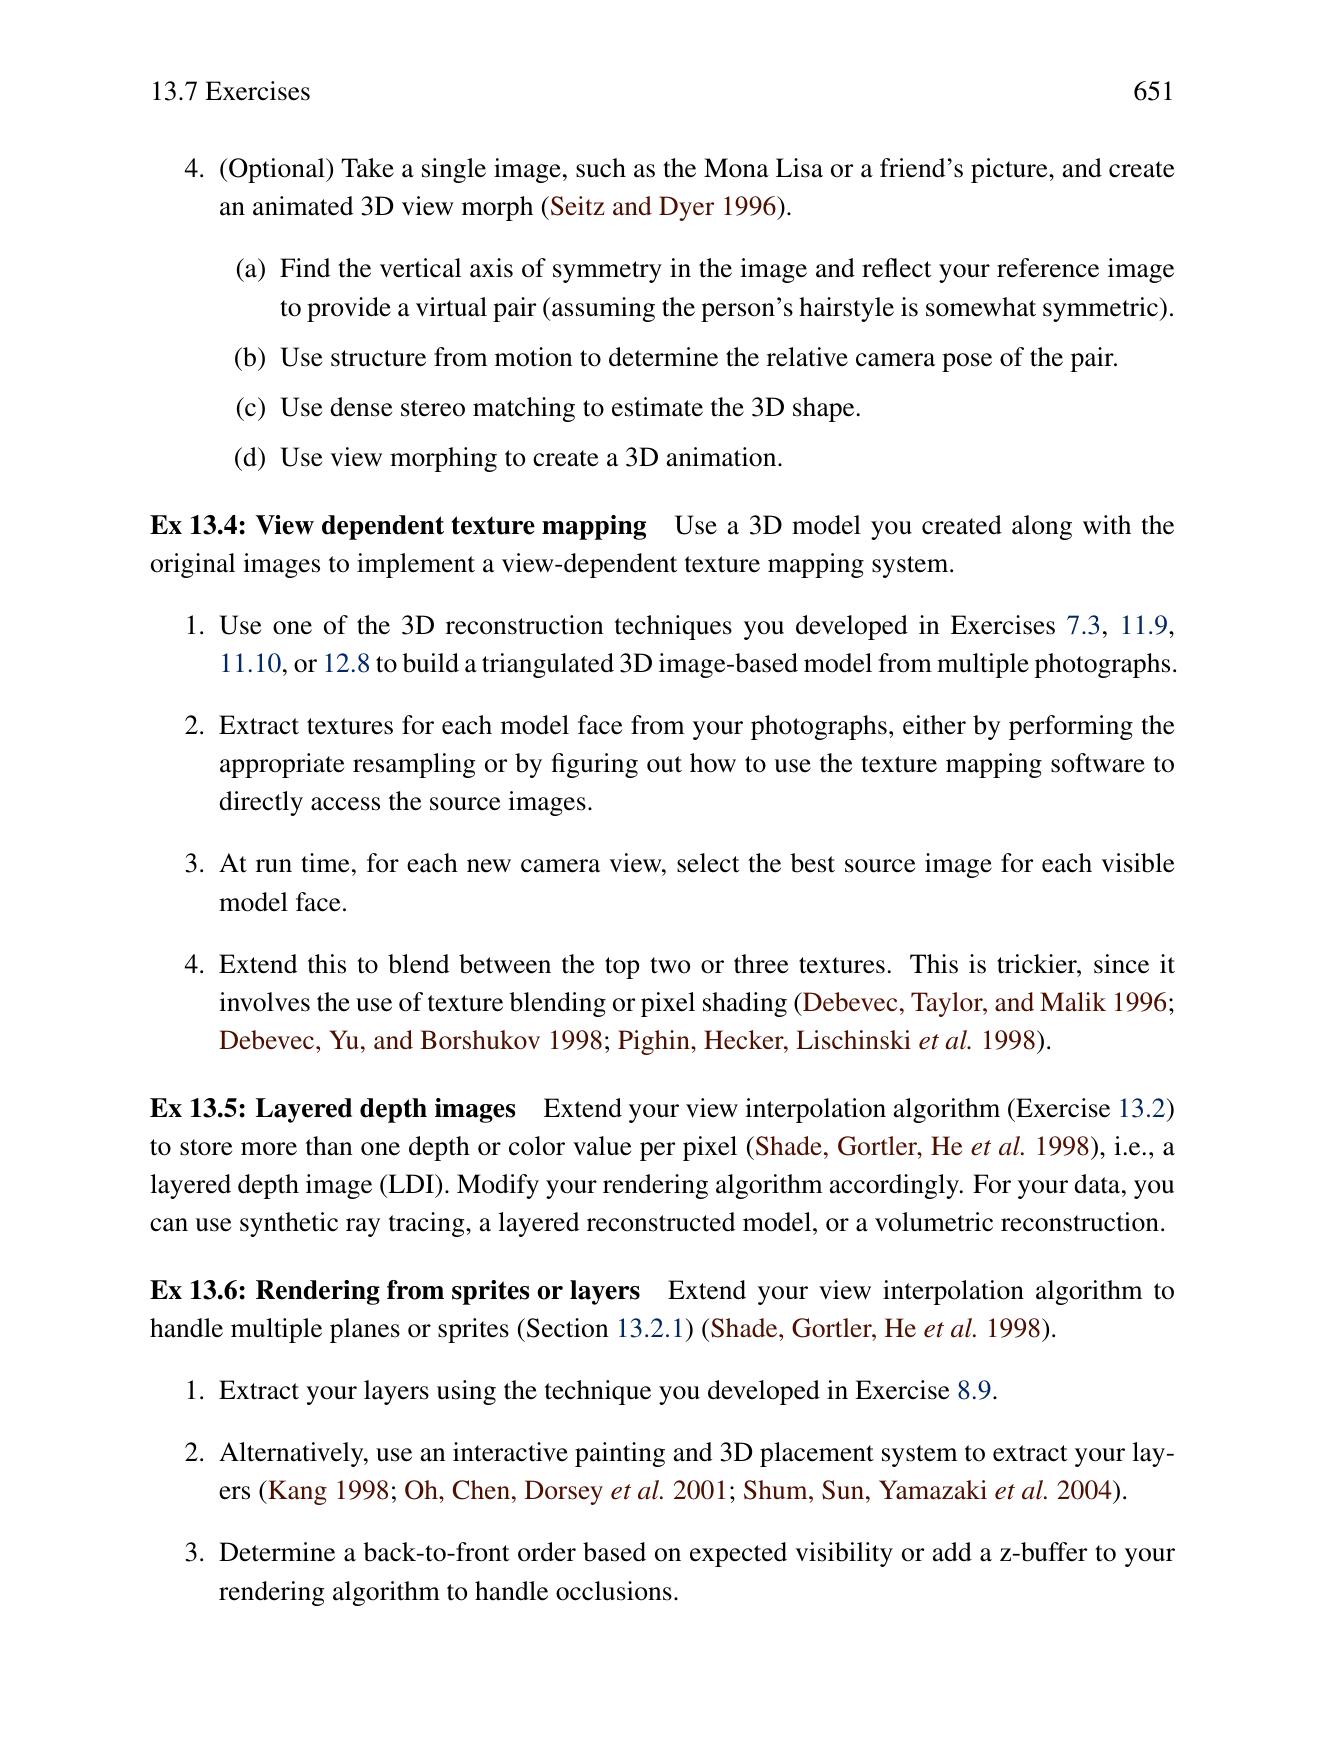 13.7 Exercises 651
4. (Optional) Take a single image, such as the Mona Lisa or a friend's picture, and create
an animated 3D view morph (Seitz and Dyer 1996).
(a) Find the vertical axis of symmetry in the image and reflect your reference image
to provide a virtual pair (assuming the person's hairstyle is somewhat symmetric).
(b) Use structure from motion to determine the relative camera pose of the pair.
(c) Use dense stereo matching to estimate the 3D shape.
(d) Use view morphing to create a 3D animation.
Ex 13.4: View dependent texture mapping Use a 3D model you created along with the
original images to implement a view-dependent texture mapping system.
1. Use one of the 3D reconstruction techniques you developed in Exercises 7.3, 11.9,
11.10, or 12.8 to build a triangulated 3D image-based model from multiple photographs.
2. Extract textures for each model face from your photographs, either by performing the
appropriate resampling or by figuring out how to use the texture mapping software to
directly access the source images.
3. At run time, for each new camera view, select the best source image for each visible
model face.
4. Extend this to blend between the top two or three textures. This is trickier, since it
involves the use of texture blending or pixel shading (Debevec, Taylor, and Malik 1996;
Debevec, Yu, and Borshukov 1998; Pighin, Hecker, Lischinski et al. 1998).
Ex 13.5: Layered depth images Extend your view interpolation algorithm (Exercise 13.2)
to store more than one depth or color value per pixel (Shade, Gortler, He et al. 1998), i.e., a
layered depth image (LDI). Modify your rendering algorithm accordingly. For your data, you
can use synthetic ray tracing, a layered reconstructed model, or a volumetric reconstruction.
Ex 13.6: Rendering from sprites or layers Extend your view interpolation algorithm to
handle multiple planes or sprites (Section 13.2.1) (Shade, Gortler, He et al. 1998).
1. Extract your layers using the technique you developed in Exercise 8.9.
2. Alternatively, use an interactive painting and 3D placement system to extract your lay-
ers (Kang 1998; Oh, Chen, Dorsey et al. 2001; Shum, Sun, Yamazaki et al. 2004).
3. Determine a back-to-front order based on expected visibility or add a z-buffer to your
rendering algorithm to handle occlusions.